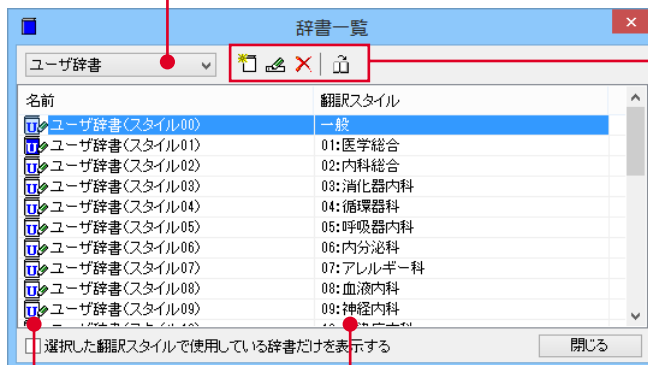 辞書一覧
ユーザ辞書
名前 翻訳スタイル
ユーザ辞書(スタイル00) 一般
ユーザ辞書(スタイル01) 01:医学総合
ユーザ辞書(スタイル02) 02:内科総合
ユーザ辞書(スタイル03) 03:消化器内科
ユーザ辞書(スタイル04) 04:循環器科
ユーザ辞書(スタイル05) 05:呼吸器内科
ユーザ辞書(スタイル06) 06:内分泌科
ユーザ辞書(スタイル07) 07:アレルギー科
ユーザ辞書(スタイル08) 08:血液内科
ユーザ辞書(スタイル09) 09:神経内科
選択した翻訳スタイルで使用している辞書だけを表示する 閉じる